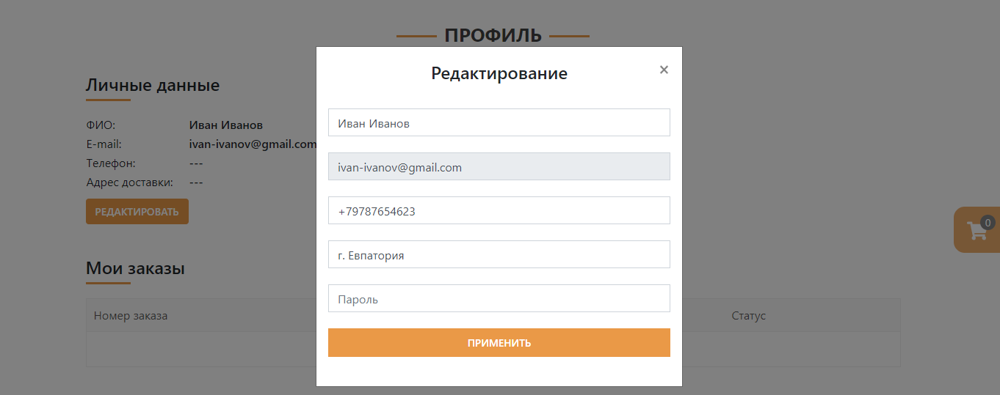 ПРОФИЛЬ
Редактирование
×
Личные данные
ФИО: Иван Иванов
E-mail: ivan-ivanov@gmail.com
Телефон: ---
Адрес доставки: ---
РЕДАКТИРОВАТЬ
Иван Иванов
ivan-ivanov@gmail.com
+79787654623
г. Евпатория
Пароль
ПРИМЕНИТЬ
0
Мои заказы
Номер заказа Статус